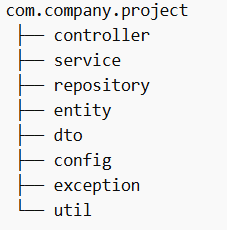 com.company.project
├── controller
├── service
├── repository
├── entity
├── dto
├── config
├── exception
└── util